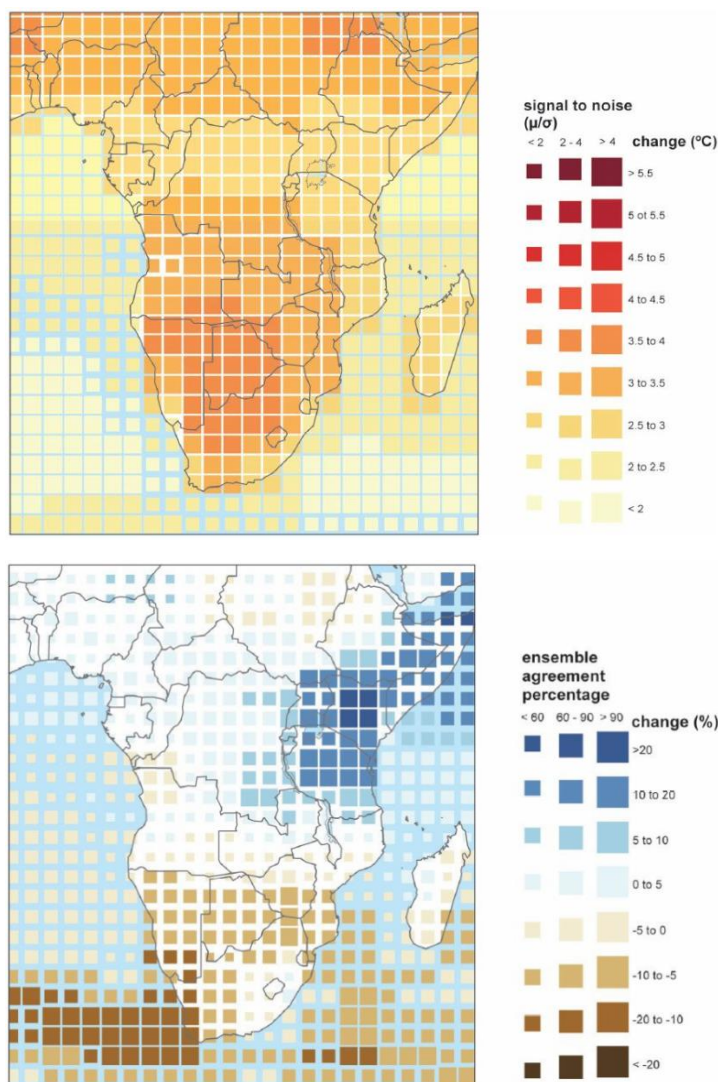 signal to noise
(μ/σ)
< 2 2 - 4 > 4 change (ºC)
> 5.5
5 ot 5.5
4.5 to 5
4 to 4.5
3.5 to 4
3 to 3.5
2.5 to 3
2 to 2.5
< 2
ensemble
agreement
percentage
< 60 60 - 90 > 90 change (%)
>20
10 to 20
5 to 10
0 to 5
-5 to 0
-10 to -5
-20 to -10
< -20